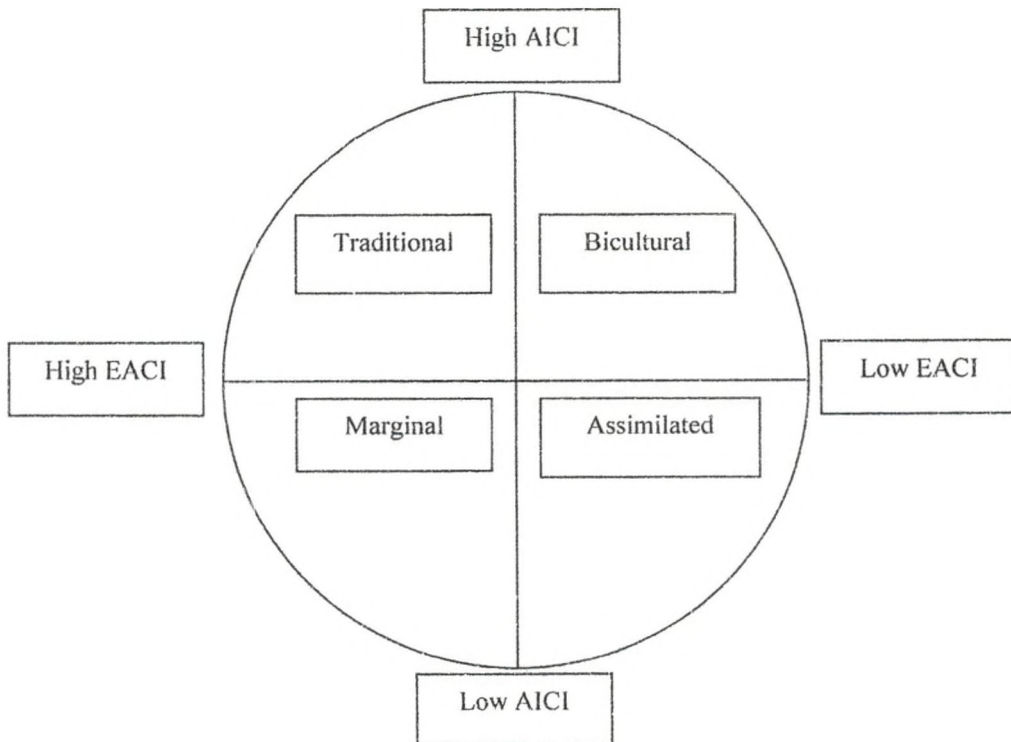 High AICI
Traditional
Bicultural
High EACI
Low EACI
Marginal
Assimilated
Low AICI